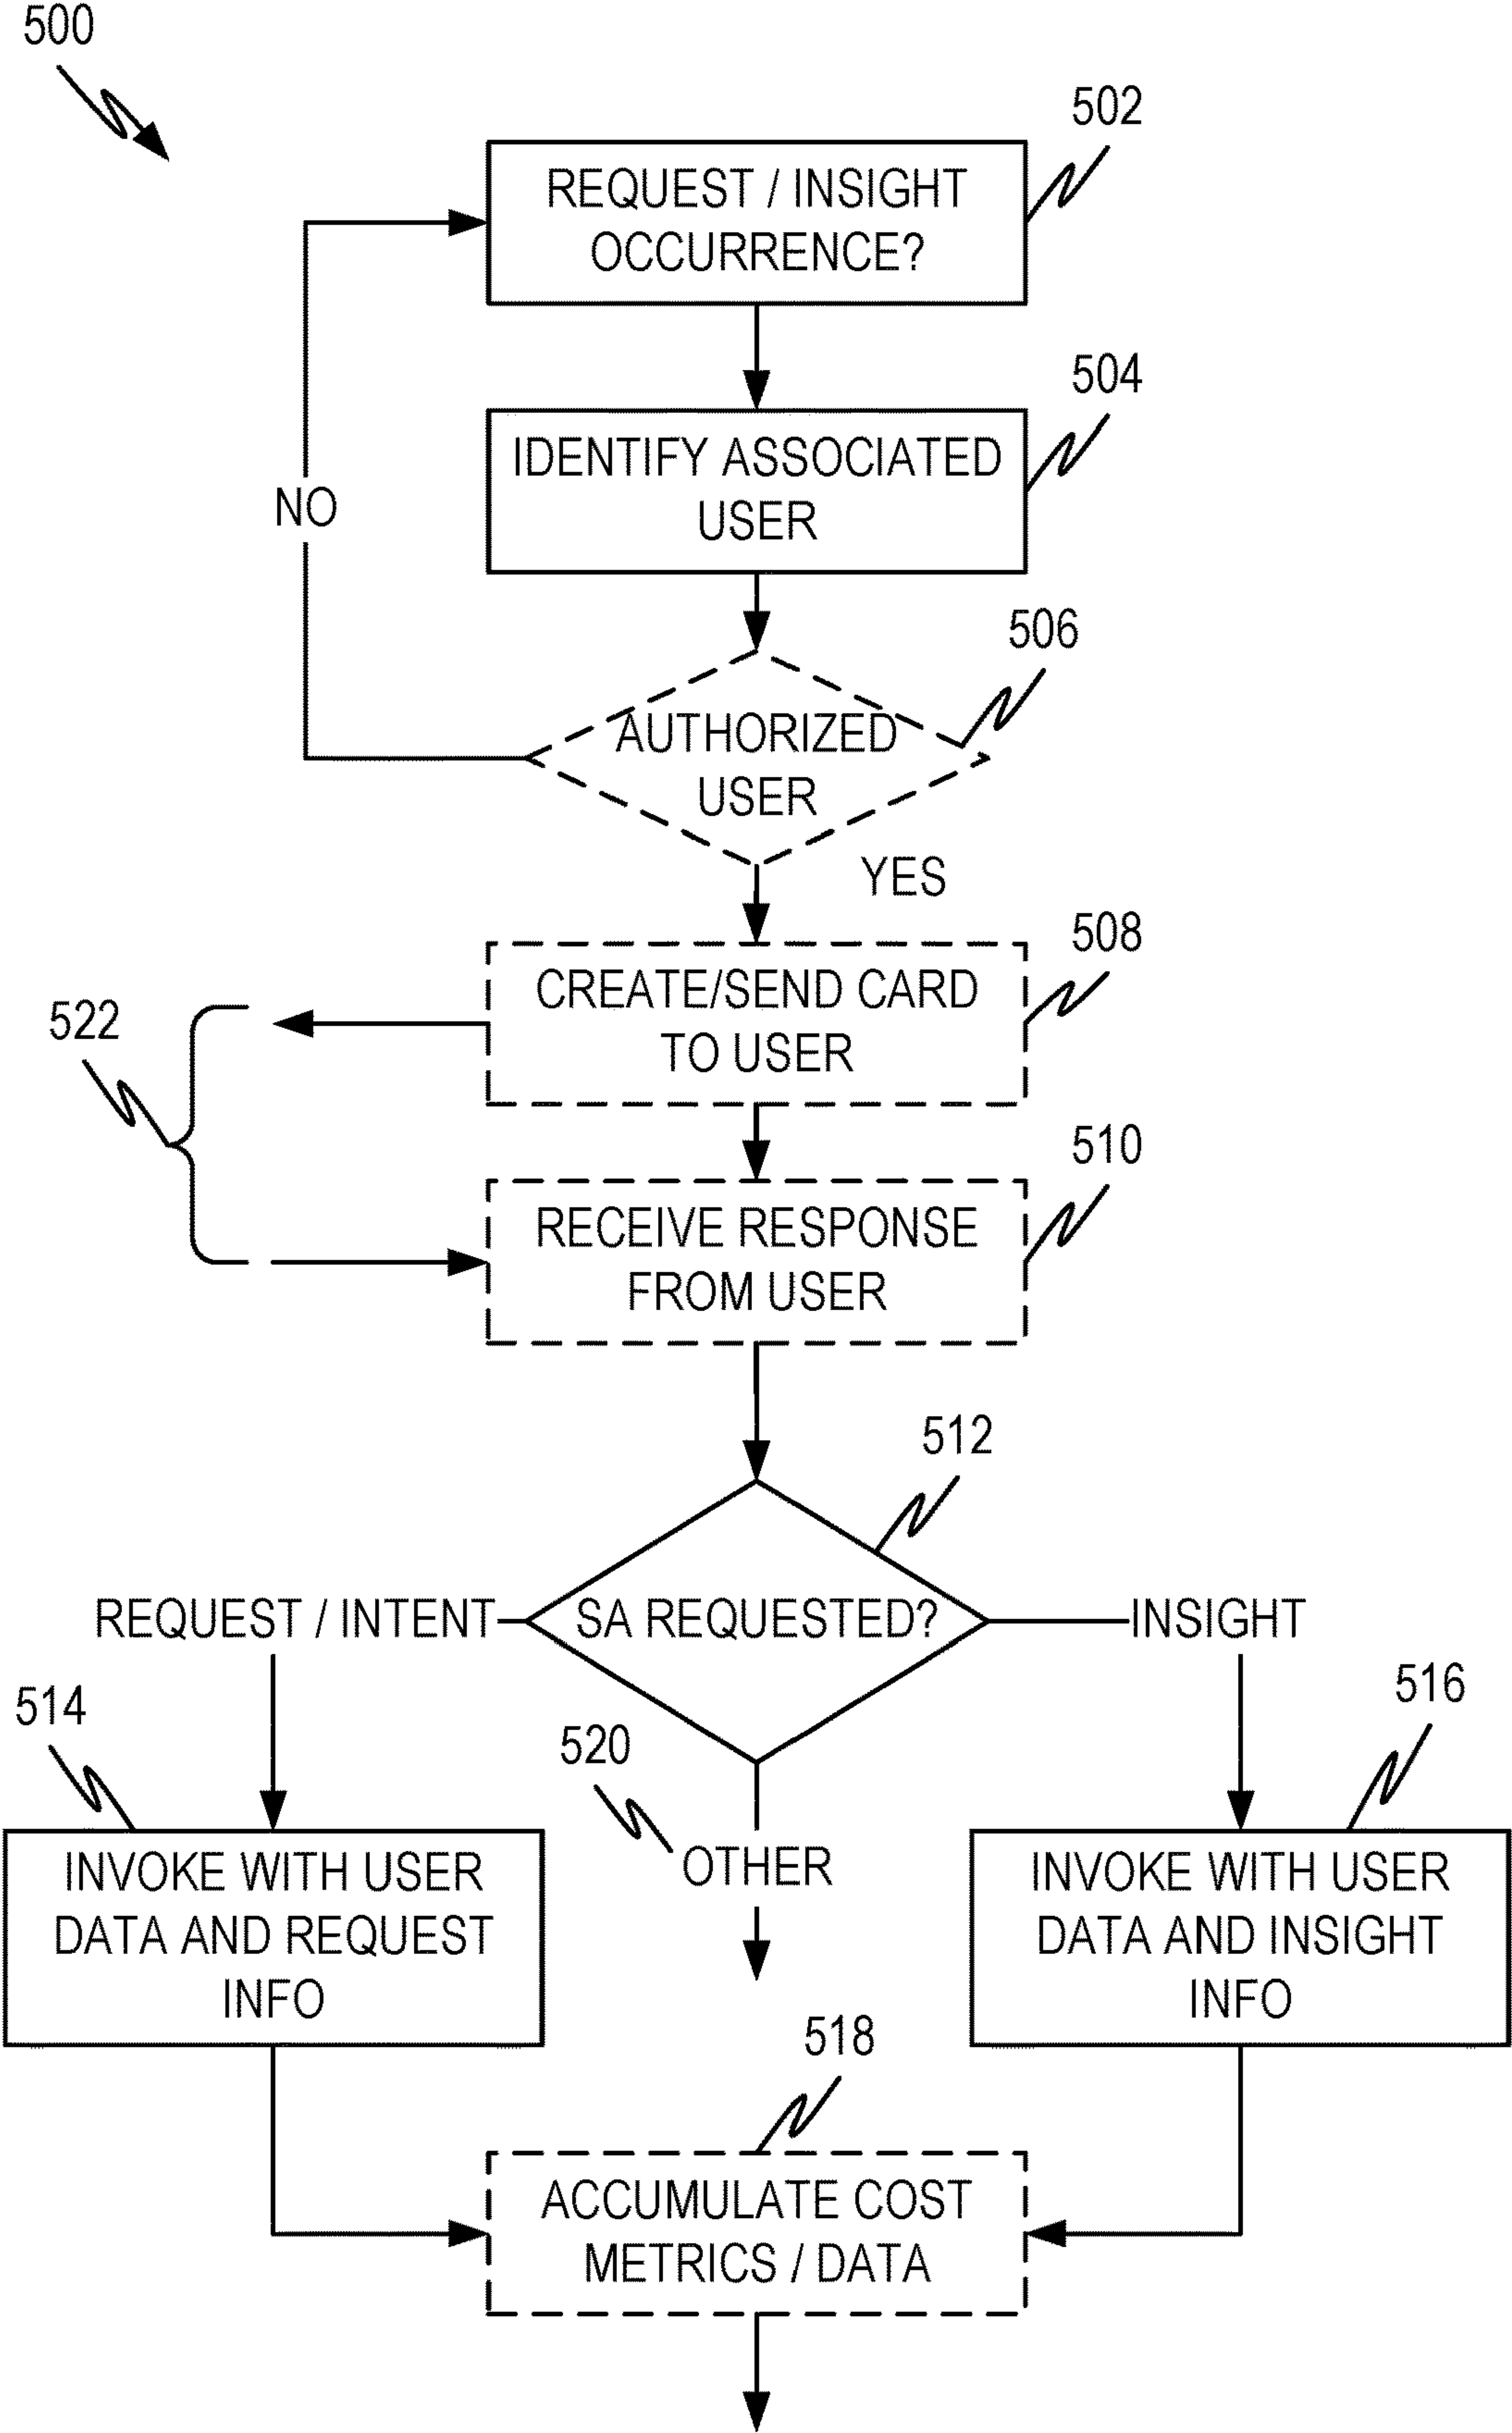 500
502
REQUEST / INSIGHT
OCCURRENCE?
504
IDENTIFY ASSOCIATED
USER
NO
506
AUTHORIZED
USER
YES
508
CREATE/SEND CARD
TO USER
522
510
RECEIVE RESPONSE
FROM USER
512
REQUEST / INTENT
SA REQUESTED?
INSIGHT
514
516
520
INVOKE WITH USER
DATA AND REQUEST
INFO
OTHER
INVOKE WITH USER
DATA AND INSIGHT
INFO
518
ACCUMULATE COST
METRICS / DATA